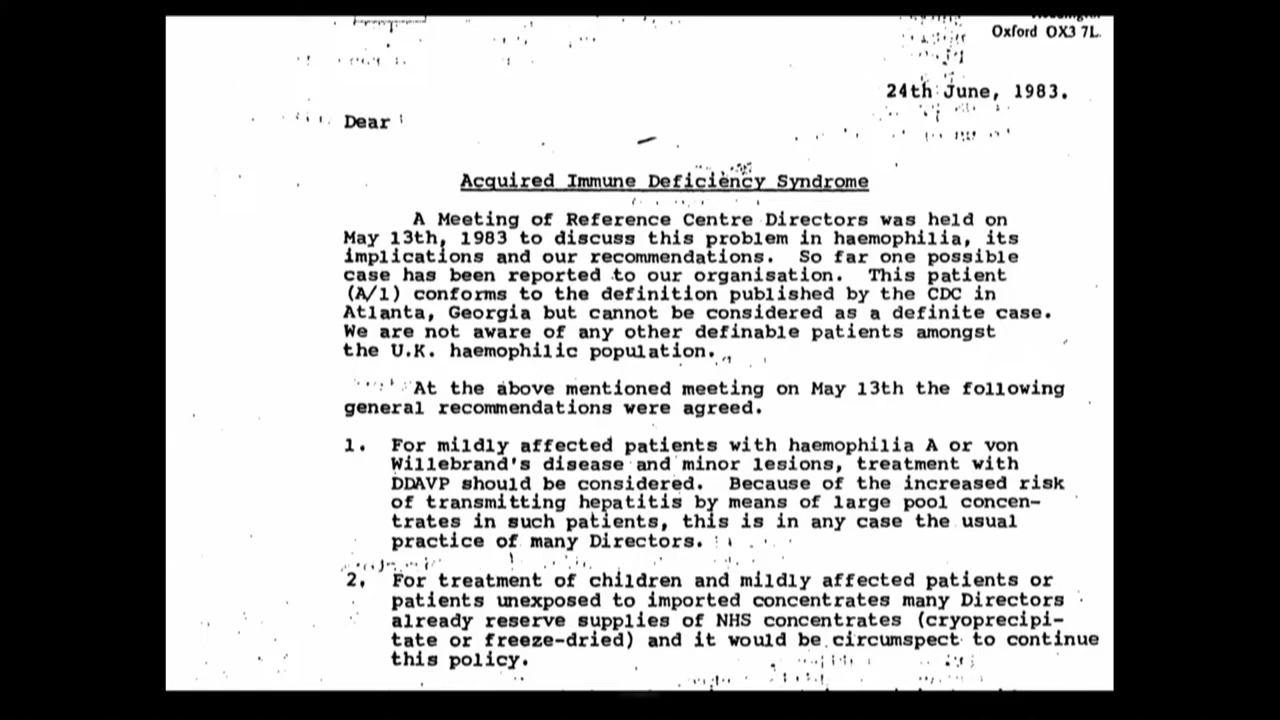 Oxford OX3 7L
24th June, 1983.
Dear
Acquired Immune Deficiency Syndrome
A Meeting of Reference Centre Directors was held on
May 13th, 1983 to discuss this problem in haemophilia, its
implications and our recommendations. So far one possible
case has been reported to our organisation. This patient
(A/1) conforms to the definition published by the CDC in
Atlanta, Georgia but cannot be considered as a definite case.
We are not aware of any other definable patients amongst
the U.K. haemophilic population.
At the above mentioned meeting on May 13th the following
general recommendations were agreed.
1. For mildly affected patients with haemophilia A or von
Willebrand's disease and minor lesions, treatment with
DDAVP should be considered. Because of the increased risk
of transmitting hepatitis by means of large pool concen-
trates in such patients, this is in any case the usual
practice of many Directors.
2. For treatment of children and mildly affected patients or
patients unexposed to imported concentrates many Directors
already reserve supplies of NHS concentrates (cryoprecipi-
tate or freeze-dried) and it would be circumspect to continue
this policy.